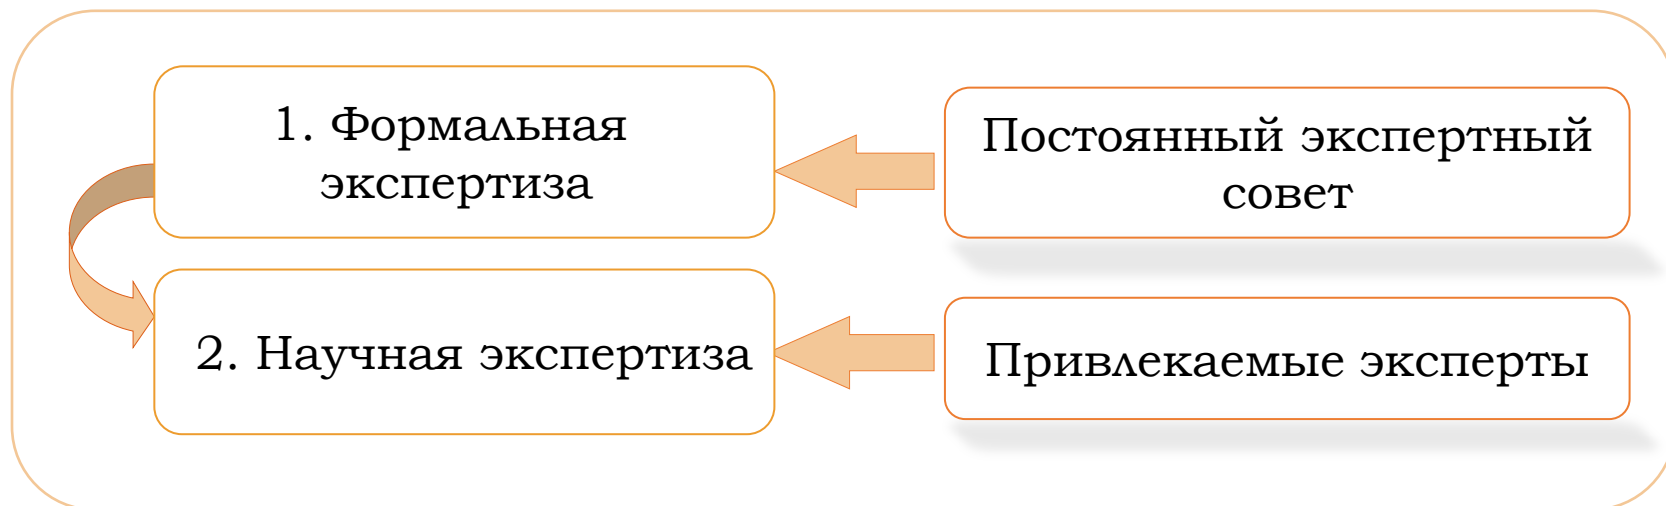 1. Формальная
экспертиза
Постоянный экспертный
совет
2. Научная экспертиза
Привлекаемые эксперты